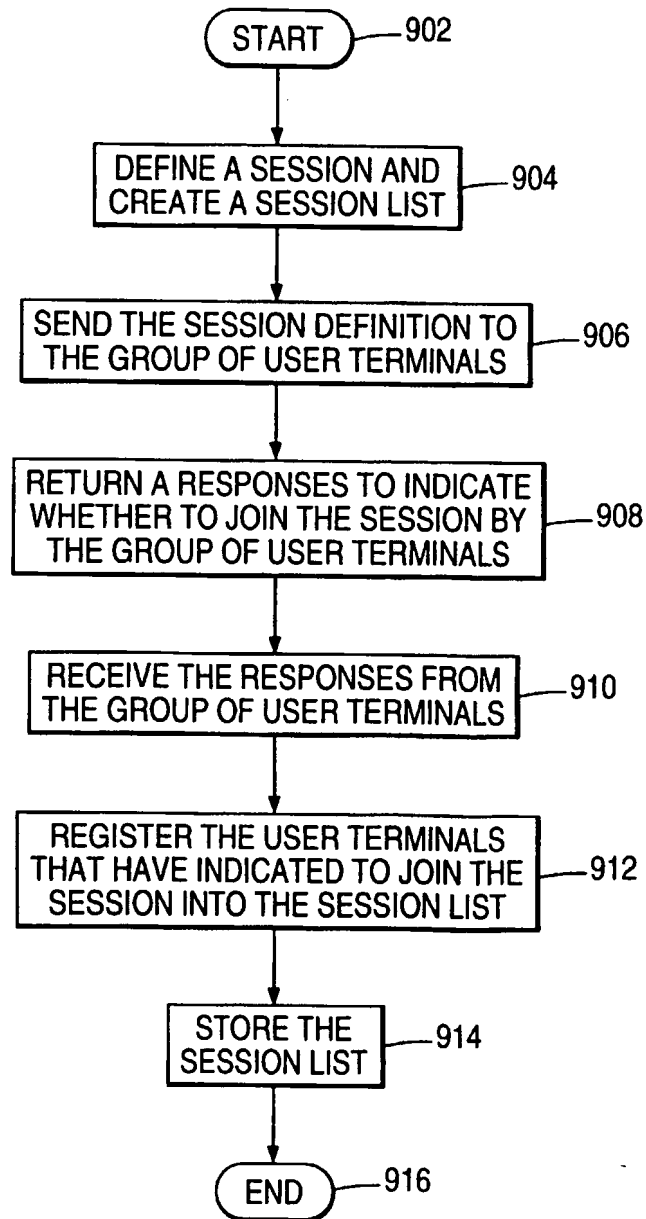 START
902
DEFINE A SESSION AND
CREATE A SESSION LIST
904
SEND THE SESSION DEFINITION TO
THE GROUP OF USER TERMINALS
906
RETURN A RESPONSES TO INDICATE
WHETHER TO JOIN THE SESSION BY
THE GROUP OF USER TERMINALS
908
RECEIVE THE RESPONSES FROM
THE GROUP OF USER TERMINALS
910
REGISTER THE USER TERMINALS
THAT HAVE INDICATED TO JOIN THE
SESSION INTO THE SESSION LIST
912
STORE THE
SESSION LIST
914
END
916